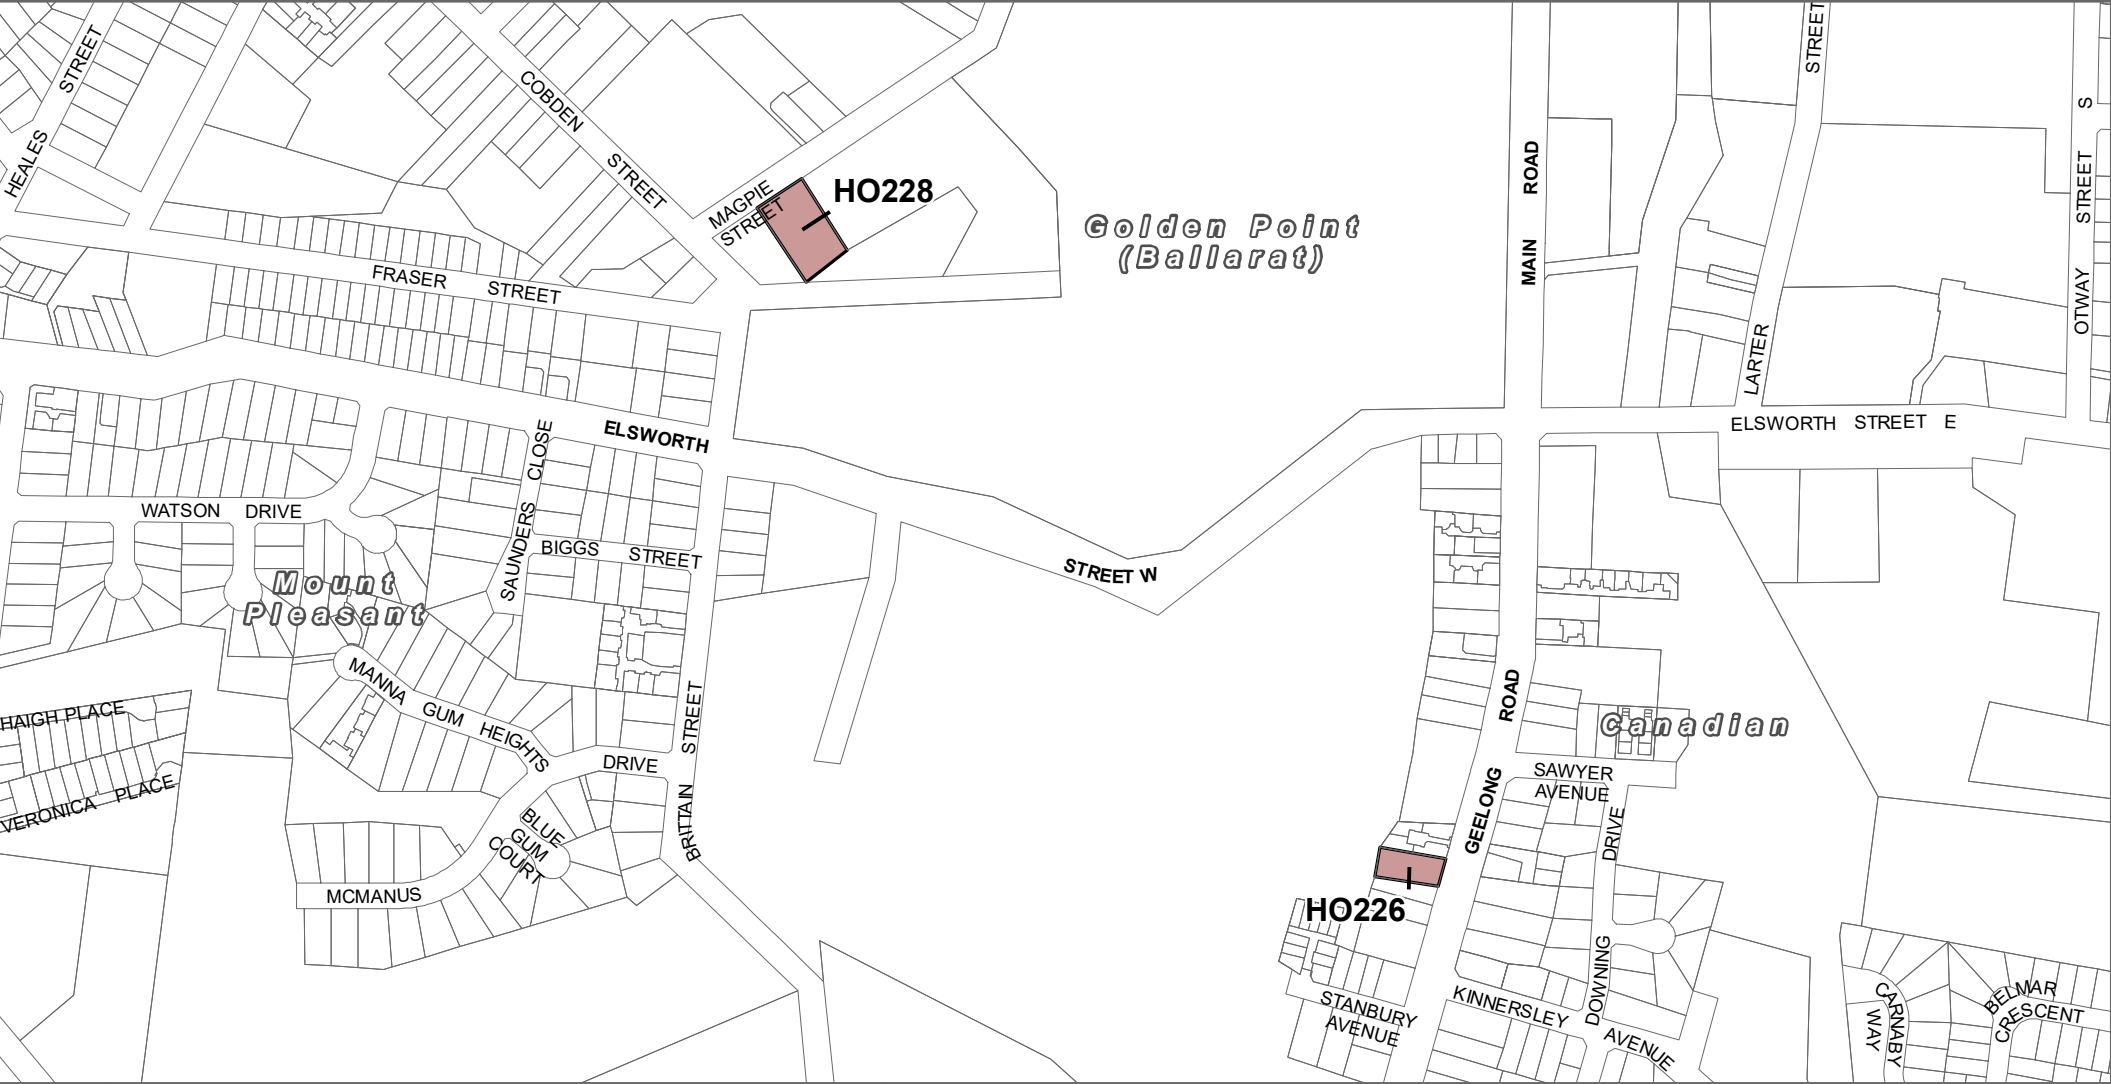 HEALES STREET
COBDEN STREET
MAGPIE
STREET
HO228
Golden Point
(Ballarat)
MAIN ROAD
LARTER STREET
OTWAY STREET S
FRASER STREET
ELSWORTH STREET W
ELSWORTH STREET E
SAUNDERS CLOSE
WATSON DRIVE
BIGGS STREET
Mount
Pleasant
MANNA GUM HEIGHTS
HAIGH PLACE
VERONICA PLACE
BRITTAIN STREET
MCMANUS DRIVE
BLUE
GUM
COURT
GEELONG ROAD
Canadian
SAWYER
AVENUE
DOWNING DRIVE
HO226
STANBURY
AVENUE
KINNERSLEY AVENUE
CARNABY
WAY
BELMAR
CRESCENT